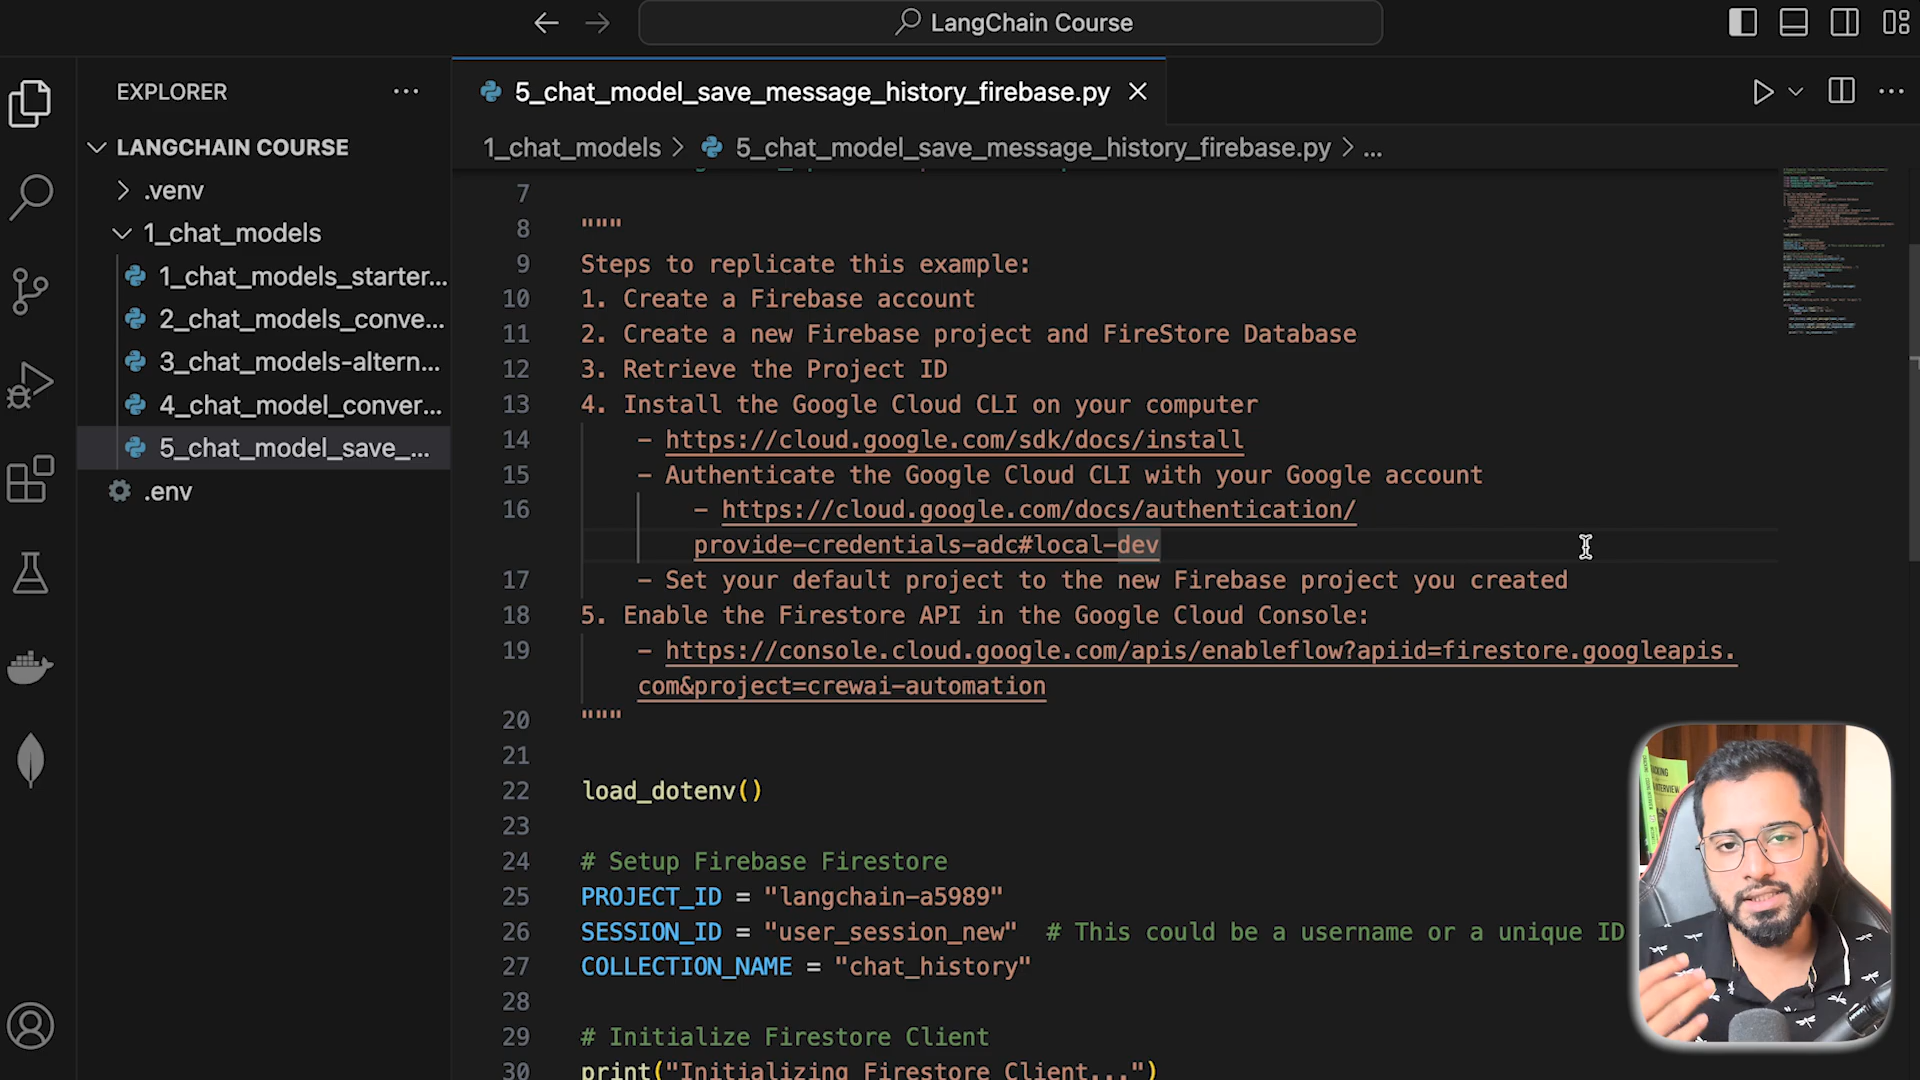 LangChain Course
EXPLORER
5_chat_model_save_message_history_firebase.py
LANGCHAIN COURSE
1_chat_models > 5_chat_model_save_message_history_firebase.py > ...
.venv
1_chat_models
1_chat_models_starter...
2_chat_models_conve...
3_chat_models-altern...
4_chat_model_conver...
5_chat_model_save_...
.env
7
8 """
9 Steps to replicate this example:
10 1. Create a Firebase account
11 2. Create a new Firebase project and FireStore Database
12 3. Retrieve the Project ID
13 4. Install the Google Cloud CLI on your computer
14 - https://cloud.google.com/sdk/docs/install
15 - Authenticate the Google Cloud CLI with your Google account
16 - https://cloud.google.com/docs/authentication/
provide-credentials-adc#local-dev
17 - Set your default project to the new Firebase project you created
18 5. Enable the Firestore API in the Google Cloud Console:
19 - https://console.cloud.google.com/apis/enableflow?apiid=firestore.googleapis.
com&project=crewai-automation
20 """
21
22 load_dotenv()
23
24 # Setup Firebase Firestore
25 PROJECT_ID = "langchain-a5989"
26 SESSION_ID = "user_session_new" # This could be a username or a unique ID
27 COLLECTION_NAME = "chat_history"
28
29 # Initialize Firestore Client
30 print("Initializing Firestore Client...")